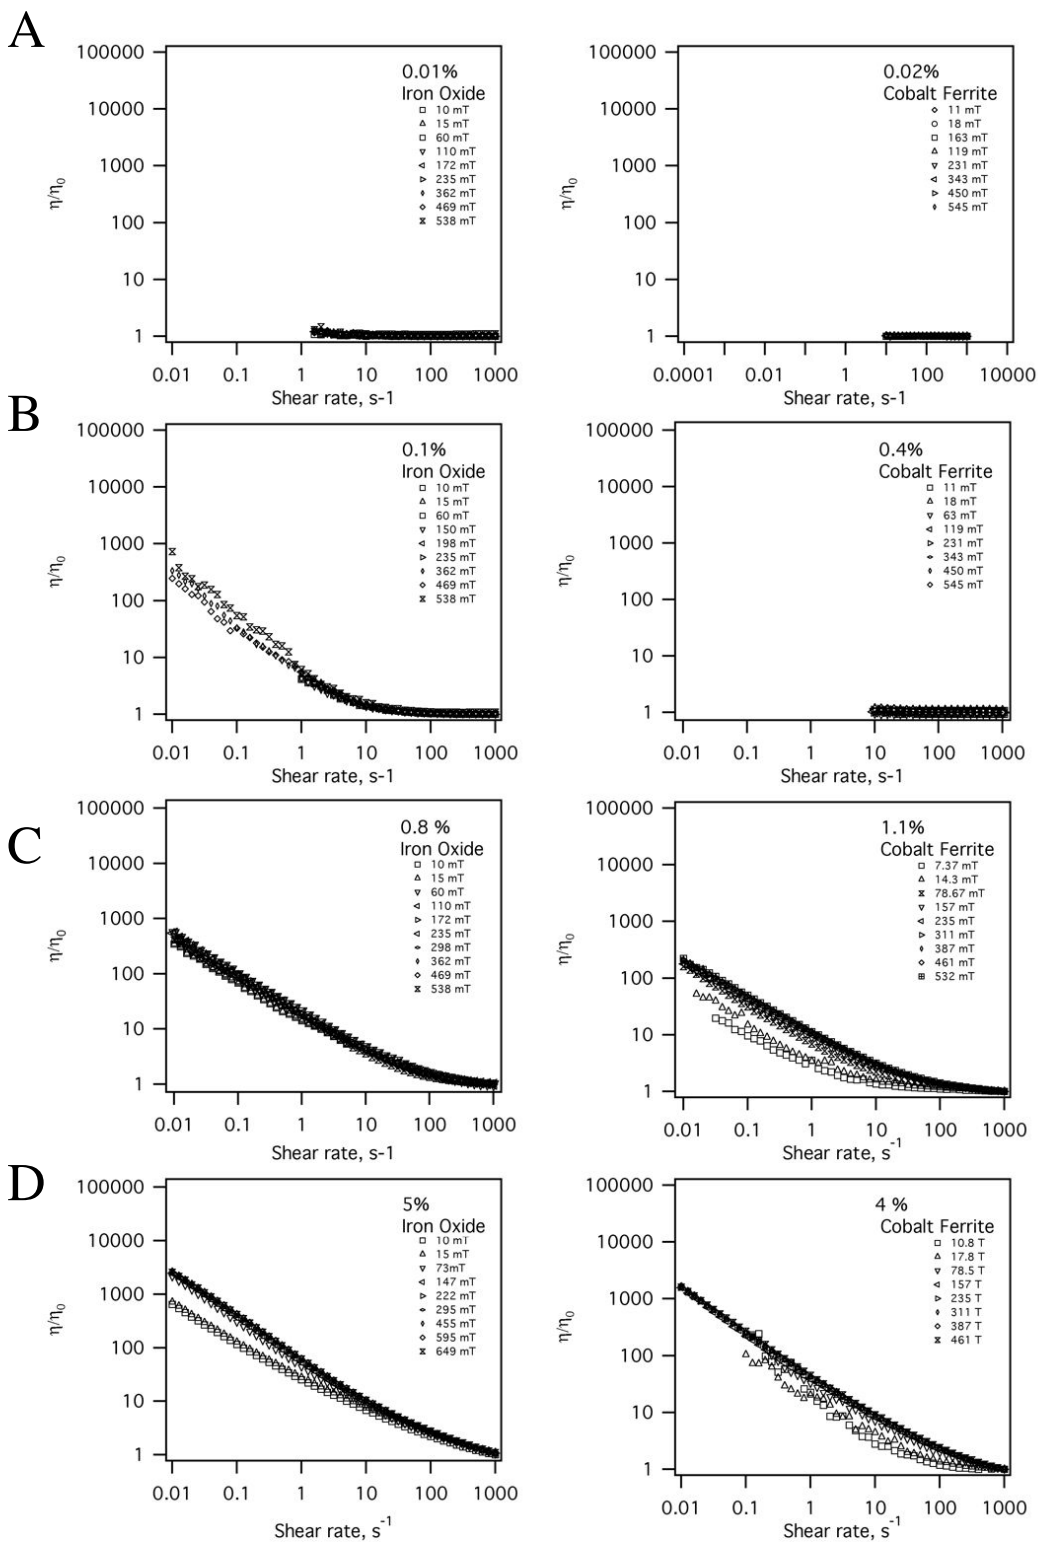 A
100000
10000
1000
100
10
1
η/η0
0.01%
Iron Oxide
10 mT
15 mT
60 mT
110 mT
172 mT
235 mT
362 mT
469 mT
538 mT
0.01 0.1 1 10 100 1000
Shear rate, s-1
100000
10000
1000
100
10
1
η/η0
0.02%
Cobalt Ferrite
11 mT
18 mT
163 mT
119 mT
231 mT
343 mT
450 mT
545 mT
0.0001 0.01 1 100 10000
Shear rate, s-1
B
100000
10000
1000
100
10
1
η/η0
0.1%
Iron Oxide
10 mT
15 mT
60 mT
150 mT
198 mT
235 mT
362 mT
469 mT
538 mT
0.01 0.1 1 10 100 1000
Shear rate, s-1
100000
10000
1000
100
10
1
η/η0
0.4%
Cobalt Ferrite
11 mT
18 mT
63 mT
119 mT
231 mT
343 mT
450 mT
545 mT
0.01 0.1 1 10 100 1000
Shear rate, s-1
C
100000
10000
1000
100
10
1
η/η0
0.8 %
Iron Oxide
10 mT
15 mT
60 mT
110 mT
172 mT
235 mT
298 mT
362 mT
469 mT
538 mT
0.01 0.1 1 10 100 1000
Shear rate, s-1
100000
10000
1000
100
10
1
η/η0
1.1%
Cobalt Ferrite
7.37 mT
14.3 mT
78.67 mT
157 mT
235 mT
311 mT
387 mT
461 mT
532 mT
0.01 0.1 1 10 100 1000
Shear rate, s-1
D
100000
10000
1000
100
10
1
η/η0
5%
Iron Oxide
10 mT
15 mT
73mT
147 mT
222 mT
295 mT
455 mT
595 mT
649 mT
0.01 0.1 1 10 100 1000
Shear rate, s-1
100000
10000
1000
100
10
1
η/η0
4 %
Cobalt Ferrite
10.8 T
17.8 T
78.5 T
157 T
235 T
311 T
387 T
461 T
0.01 0.1 1 10 100 1000
Shear rate, s-1